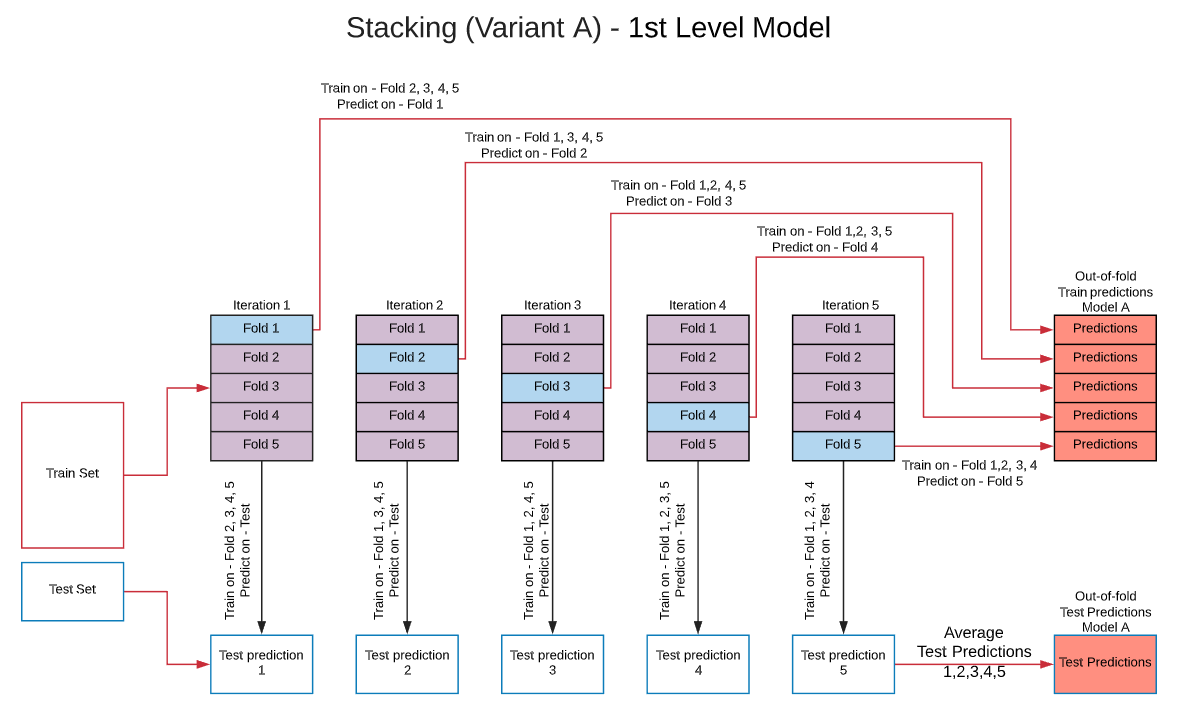 Stacking (Variant A) - 1st Level Model
Train on - Fold 2, 3, 4, 5
Predict on - Fold 1
Train on - Fold 1, 3, 4, 5
Predict on - Fold 2
Train on - Fold 1,2, 4, 5
Predict on - Fold 3
Train on - Fold 1,2, 3, 5
Predict on - Fold 4
Out-of-fold
Train predictions
Model A
Iteration 1
Iteration 2
Iteration 3
Iteration 4
Iteration 5
Fold 1
Fold 1
Fold 1
Fold 1
Fold 1
Predictions
Fold 2
Fold 2
Fold 2
Fold 2
Fold 2
Predictions
Fold 3
Fold 3
Fold 3
Fold 3
Fold 3
Predictions
Fold 4
Fold 4
Fold 4
Fold 4
Fold 4
Predictions
Fold 5
Fold 5
Fold 5
Fold 5
Fold 5
Predictions
Train on - Fold 1,2, 3, 4
Predict on - Fold 5
Train Set
Train on - Fold 2, 3, 4, 5
Predict on - Test
Train on - Fold 1, 3, 4, 5
Predict on - Test
Train on - Fold 1, 2, 4, 5
Predict on - Test
Train on - Fold 1, 2, 3, 5
Predict on - Test
Train on - Fold 1, 2, 3, 4
Predict on - Test
Test Set
Out-of-fold
Test Predictions
Model A
Test prediction
1
Test prediction
2
Test prediction
3
Test prediction
4
Test prediction
5
Average
Test Predictions
1,2,3,4,5
Test Predictions